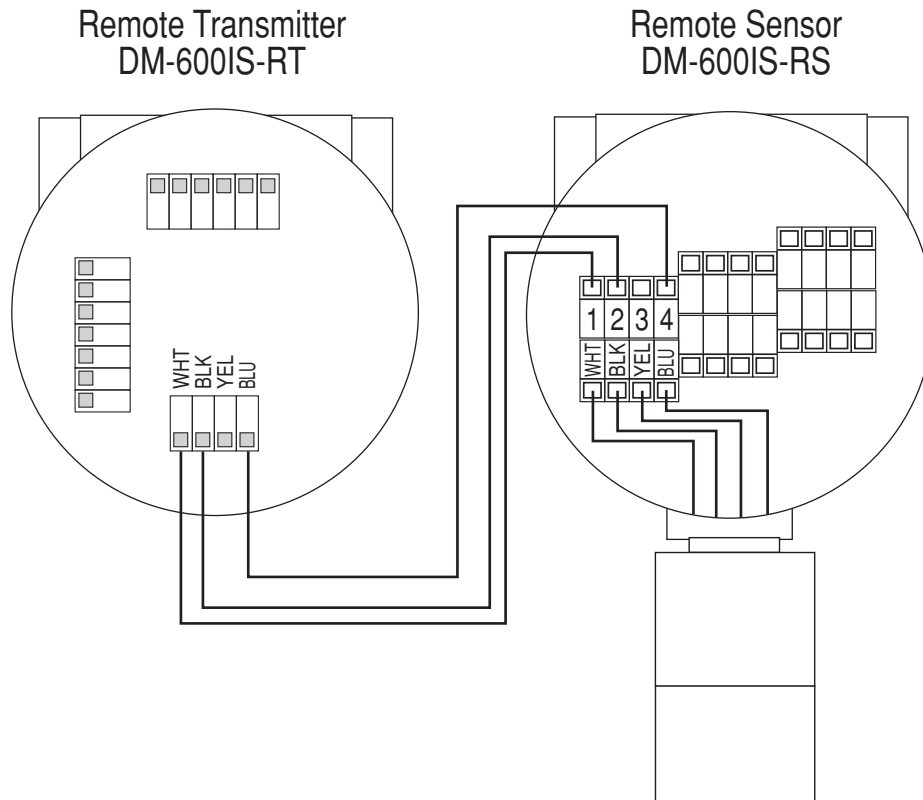 Remote Transmitter
DM-600IS-RT
Remote Sensor
DM-600IS-RS
1 2 3 4
WHT BLK YEL BLU
WHT BLK YEL BLU